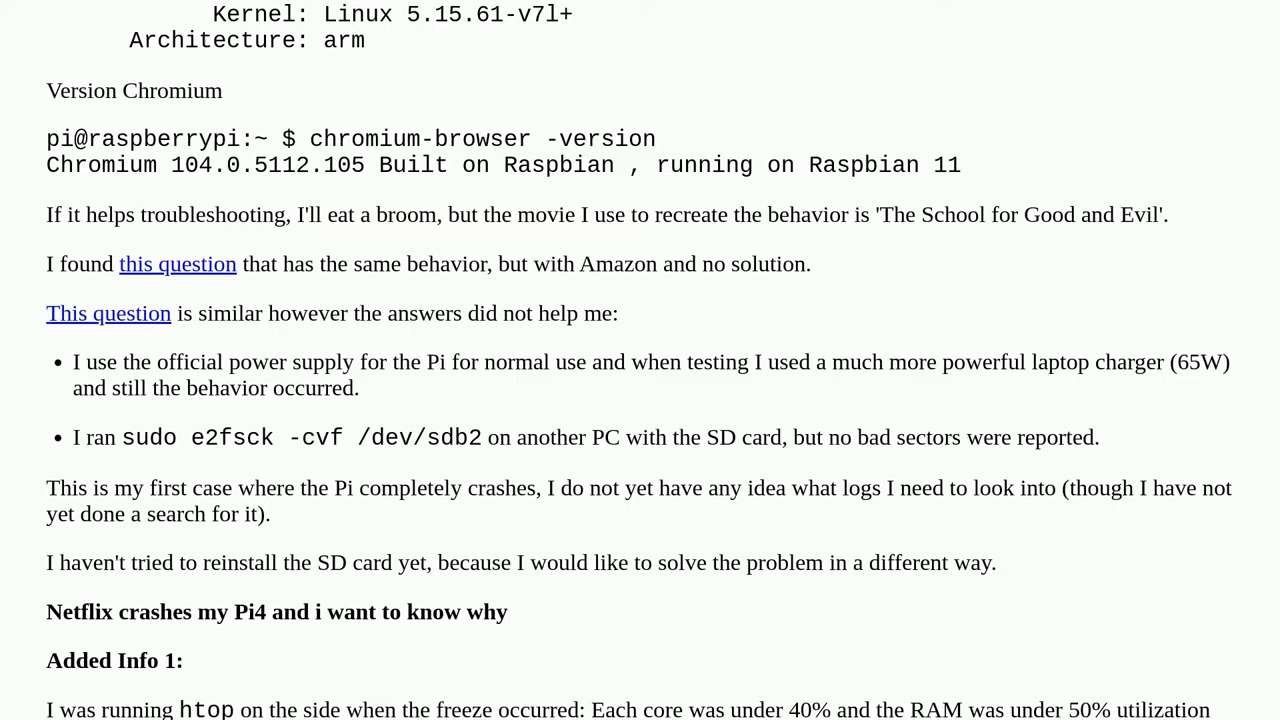 Kernel: Linux 5.15.61-v7l+
Architecture: arm
Version Chromium
pi@raspberrypi:~ $ chromium-browser -version
Chromium 104.0.5112.105 Built on Raspbian , running on Raspbian 11
If it helps troubleshooting, I'll eat a broom, but the movie I use to recreate the behavior is 'The School for Good and Evil'.
I found this question that has the same behavior, but with Amazon and no solution.
This question is similar however the answers did not help me:
• I use the official power supply for the Pi for normal use and when testing I used a much more powerful laptop charger (65W)
and still the behavior occurred.
• I ran sudo e2fsck -cvf /dev/sdb2 on another PC with the SD card, but no bad sectors were reported.
This is my first case where the Pi completely crashes, I do not yet have any idea what logs I need to look into (though I have not
yet done a search for it).
I haven't tried to reinstall the SD card yet, because I would like to solve the problem in a different way.
Netflix crashes my Pi4 and i want to know why
Added Info 1:
I was running htop on the side when the freeze occurred: Each core was under 40% and the RAM was under 50% utilization